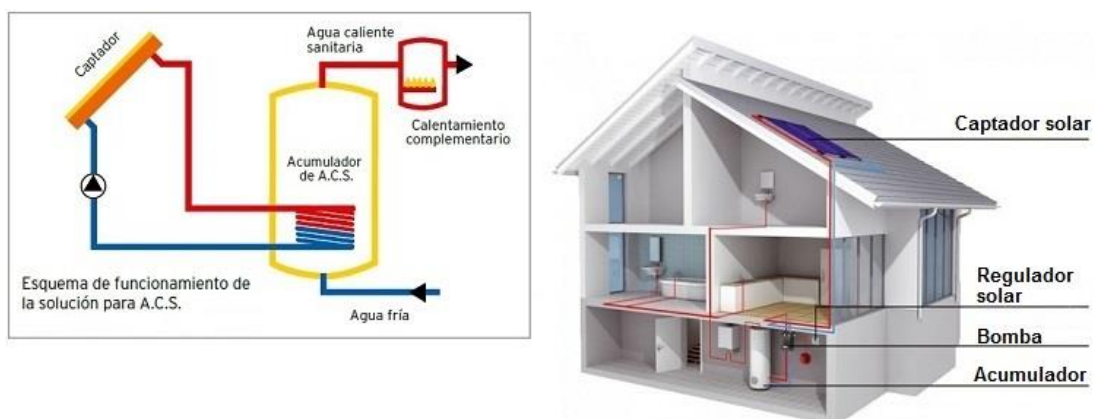 Captador
Agua caliente
sanitaria
Calentamiento
complementario
Acumulador
de A.C.S.
Esquema de funcionamiento de
la solución para A.C.S.
Agua fría
Captador solar
Regulador
solar
Bomba
Acumulador